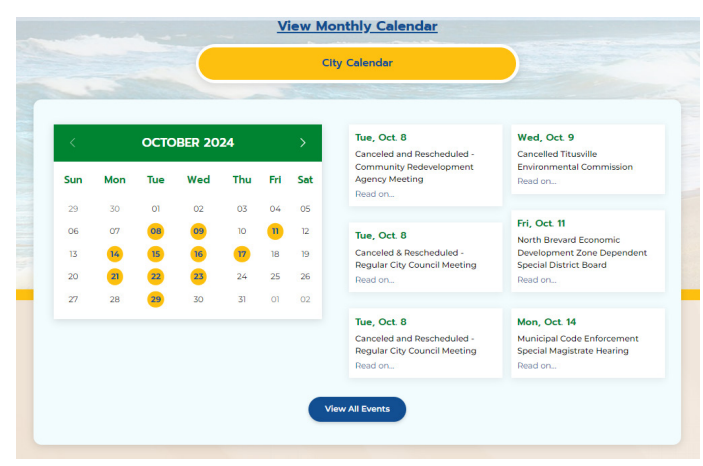 View Monthly Calendar
City Calendar
OCTOBER 2024
Sun Mon Tue Wed Thu Fri Sat
29 30 01 02 03 04 05
06 07 08 09 10 11 12
13 14 15 16 17 18 19
20 21 22 23 24 25 26
27 28 29 30 31 01 02
Tue, Oct. 8
Canceled and Rescheduled -
Community Redevelopment
Agency Meeting
Read on...
Wed, Oct. 9
Cancelled Titusville
Environmental Commission
Read on...
Tue, Oct. 8
Canceled & Rescheduled -
Regular City Council Meeting
Read on...
Fri, Oct. 11
North Brevard Economic
Development Zone Dependent
Special District Board
Read on...
Tue, Oct. 8
Canceled and Rescheduled -
Regular City Council Meeting
Read on...
Mon, Oct. 14
Municipal Code Enforcement
Special Magistrate Hearing
Read on...
View All Events